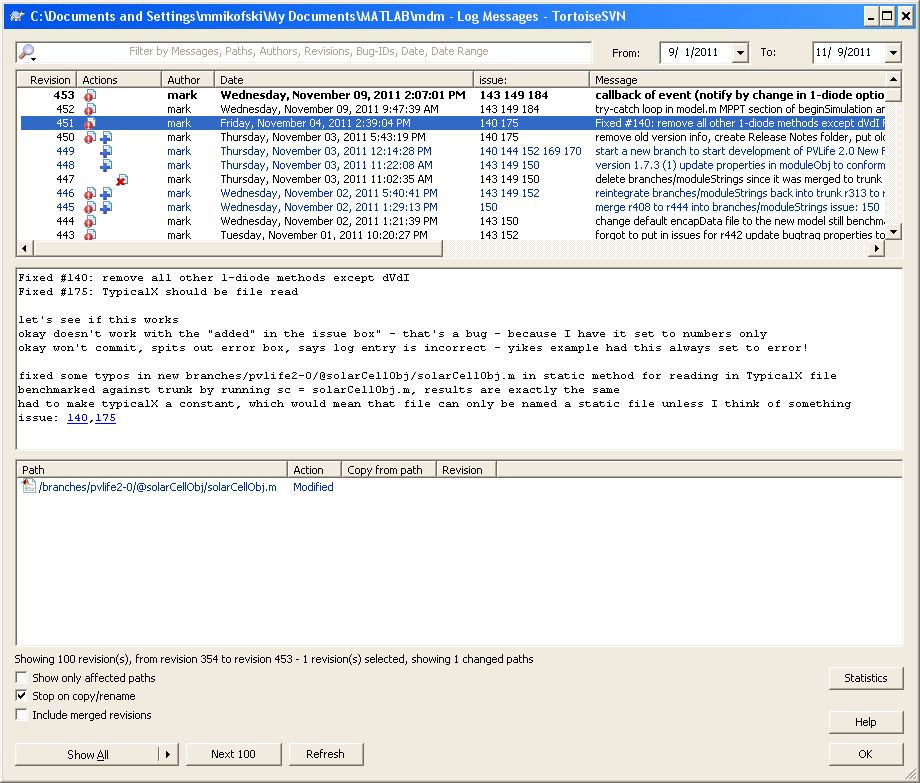 C:\Documents and Settings\mmikofski\My Documents\MATLAB\mdm - Log Messages - TortoiseSVN
Filter by Messages, Paths, Authors, Revisions, Bug-IDs, Date, Date Range From: 9/ 1/2011 To: 11/ 9/2011
Revision Actions Author Date issue: Message
453 mark Wednesday, November 09, 2011 2:07:01 PM 143 149 184 callback of event (notify by change in 1-diode optio
452 mark Wednesday, November 09, 2011 9:47:39 AM 143 149 184 try-catch loop in model.m MPPT section of beginSimulation ar
451 mark Friday, November 04, 2011 2:39:04 PM 140 175 Fixed #140: remove all other 1-diode methods except dVdI F
450 mark Thursday, November 03, 2011 5:43:19 PM 140 175 remove old version info, create Release Notes folder, put old
449 mark Thursday, November 03, 2011 12:14:28 PM 140 144 152 169 170 start a new branch to start development of PVLife 2.0 New F
448 mark Thursday, November 03, 2011 11:22:08 AM 143 149 150 version 1.7.3 (1) update properties in moduleObj to conform
447 mark Thursday, November 03, 2011 11:02:35 AM 143 149 150 delete branches/moduleStrings since it was merged to trunk
446 mark Wednesday, November 02, 2011 5:40:41 PM 143 149 152 reintegrate branches/moduleStrings back into trunk r313 to r
445 mark Wednesday, November 02, 2011 1:29:13 PM 150 merge r408 to r444 into branches/moduleStrings issue: 150
444 mark Wednesday, November 02, 2011 1:21:39 PM 143 150 change default encapData file to the new model still benchma
443 mark Tuesday, November 01, 2011 10:20:27 PM 143 152 forgot to put in issues for r442 update bugtraq properties to
Fixed #140: remove all other 1-diode methods except dVdI
Fixed #175: TypicalX should be file read
let's see if this works
okay doesn't work with the "added" in the issue box" - that's a bug - because I have it set to numbers only
okay won't commit, spits out error box, says log entry is incorrect - yikes example had this always set to error!
fixed some typos in new branches/pvlife2-0/@solarCellObj/solarCellObj.m in static method for reading in TypicalX file
benchmarked against trunk by running sc = solarCellObj.m, results are exactly the same
had to make typicalX a constant, which would mean that file can only be named a static file unless I think of something
issue: 140,175
Path Action Copy from path Revision
/branches/pvlife2-0/@solarCellObj/solarCellObj.m Modified
Showing 100 revision(s), from revision 354 to revision 453 - 1 revision(s) selected, showing 1 changed paths
Show only affected paths
Statistics
Stop on copy/rename
Include merged revisions
Help
Show All Next 100 Refresh OK